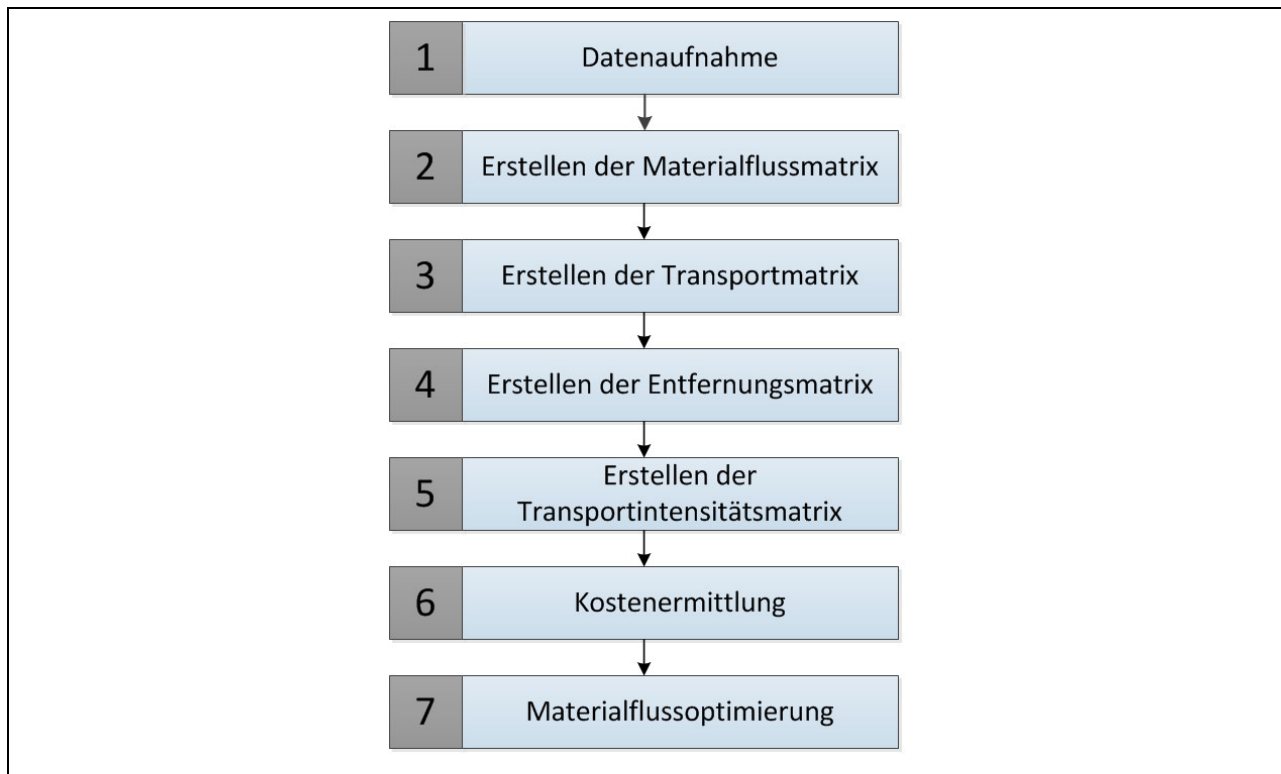 1 Datenaufnahme
2 Erstellen der Materialflussmatrix
3 Erstellen der Transportmatrix
4 Erstellen der Entfernungsmatrix
5 Erstellen der
Transportintensitätsmatrix
6 Kostenermittlung
7 Materialflussoptimierung